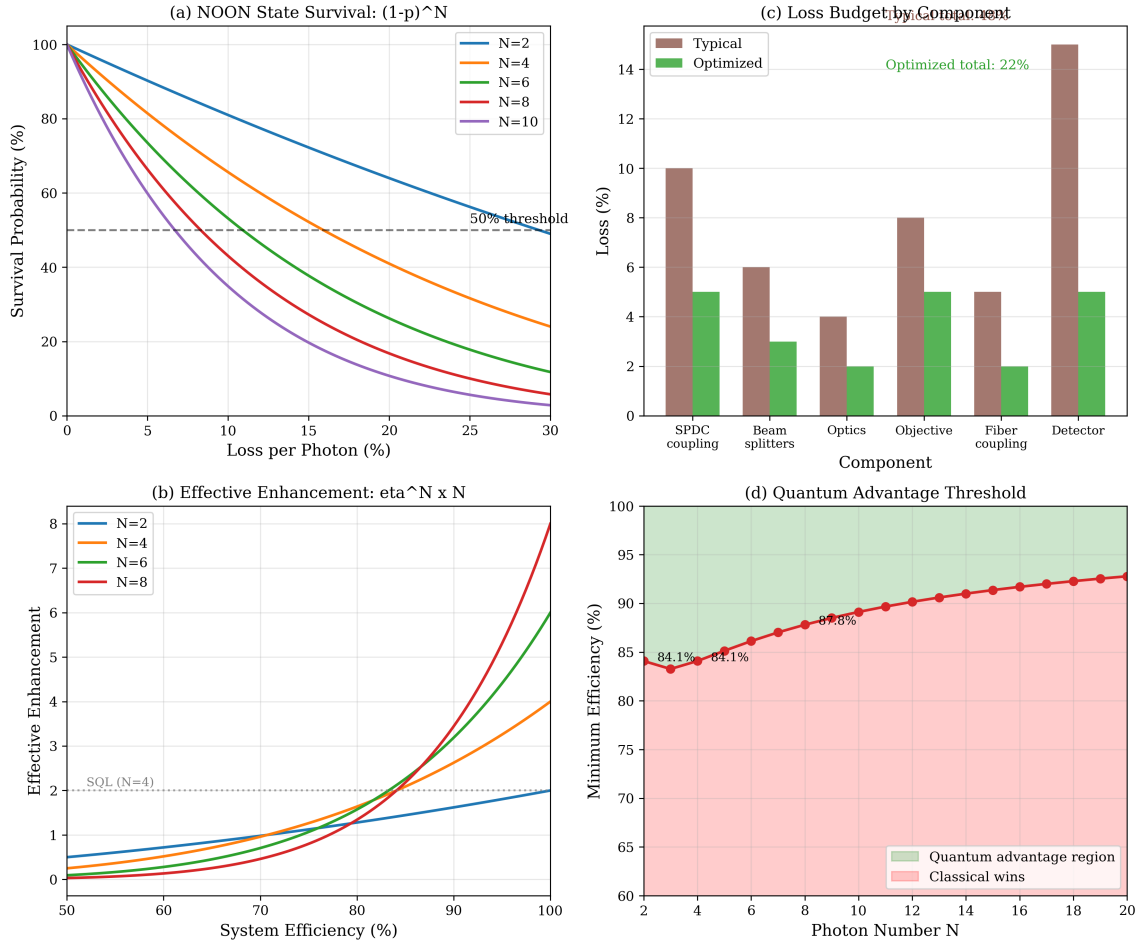 (a) NOON State Survival: (1-p)^N
100
80
60
40
20
0
0 5 10 15 20 25 30
Survival Probability (%)
Loss per Photon (%)
N=2
N=4
N=6
N=8
N=10
50% threshold
(c) Loss Budget by Component
Typical total: 48%
Optimized total: 22%
Typical
Optimized
14
12
10
8
6
4
2
0
Loss (%)
SPDC
coupling
Beam
splitters
Optics
Objective
Fiber
coupling
Detector
Component
(b) Effective Enhancement: eta^N x N
8
7
6
5
4
3
2
1
0
50 60 70 80 90 100
Effective Enhancement
System Efficiency (%)
N=2
N=4
N=6
N=8
SQL (N=4)
(d) Quantum Advantage Threshold
100
95
90
85
80
75
70
65
60
2 4 6 8 10 12 14 16 18 20
Minimum Efficiency (%)
Photon Number N
84.1%
84.1%
87.8%
Quantum advantage region
Classical wins